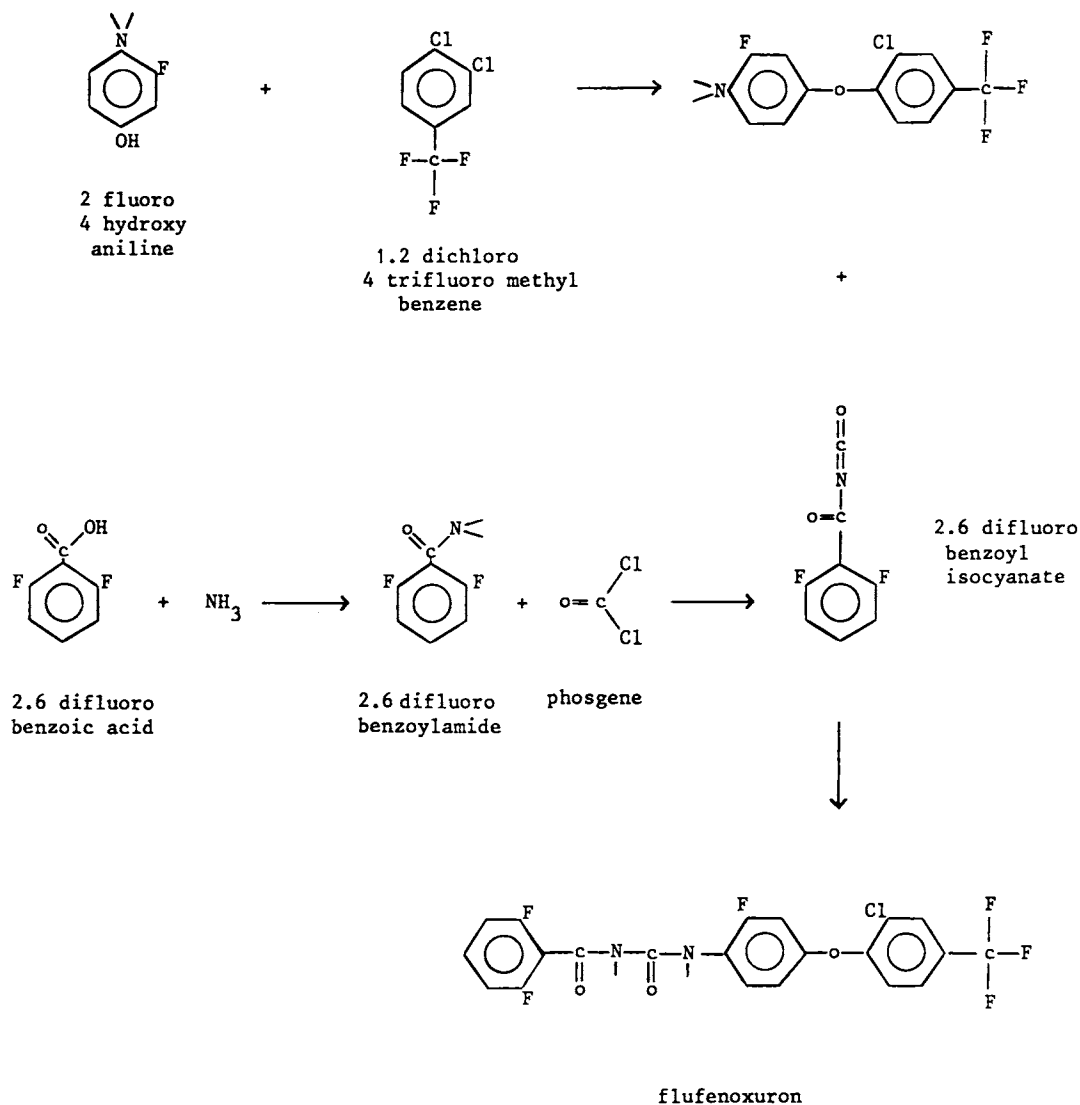 N
F
OH
2 fluoro
4 hydroxy
aniline
+
Cl
Cl
F-C-F
F
1.2 dichloro
4 trifluoro methyl
benzene
F
N
o
Cl
F
C-F
F
+
o
OH
C
F F
2.6 difluoro
benzoic acid
+
NH3
o
N
C
F F
2.6 difluoro
benzoylamide
+
Cl
o=C
Cl
phosgene
o
C
N
o=C
F F
2.6 difluoro
benzoyl
isocyanate
F
F
C
o
N
C
o
N
F
o
Cl
F
C-F
F
flufenoxuron